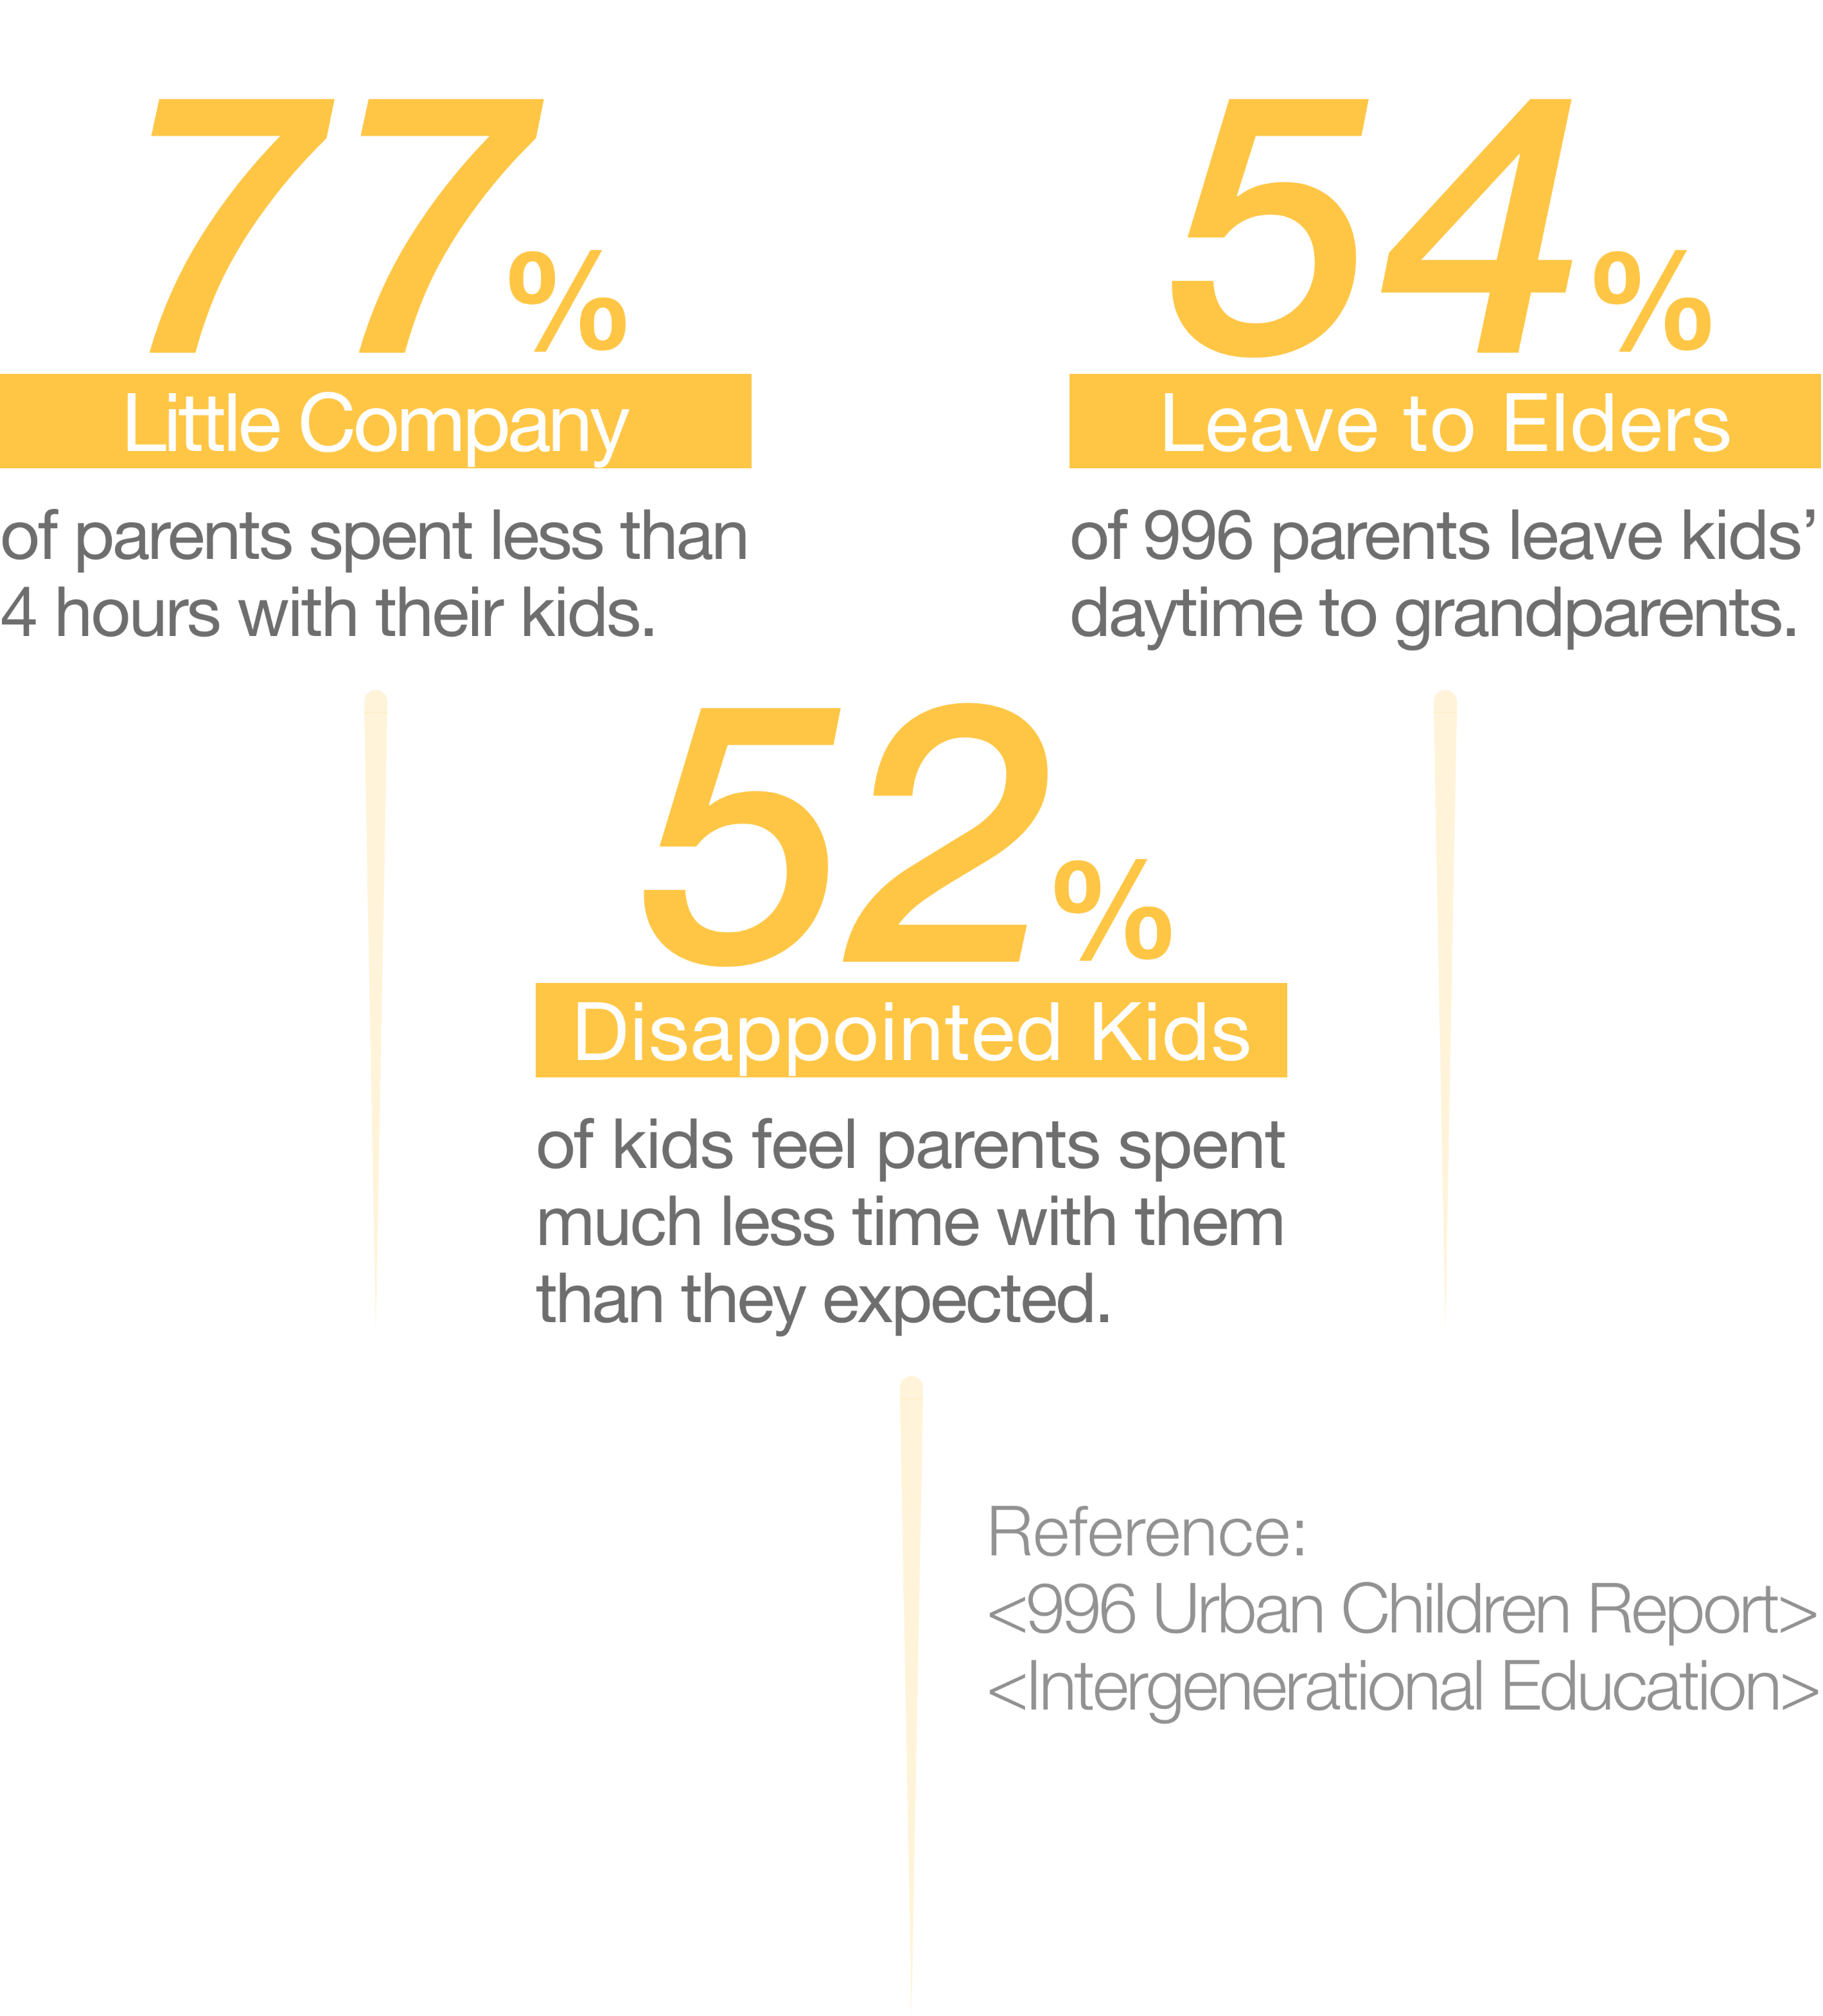 77%
Little Company
of parents spent less than
4 hours with their kids.
54%
Leave to Elders
of 996 parents leave kids’
daytime to grandparents.
52%
Disappointed Kids
of kids feel parents spent
much less time with them
than they expected.
Reference:
<996 Urban Children Report>
<Intergenerational Education>